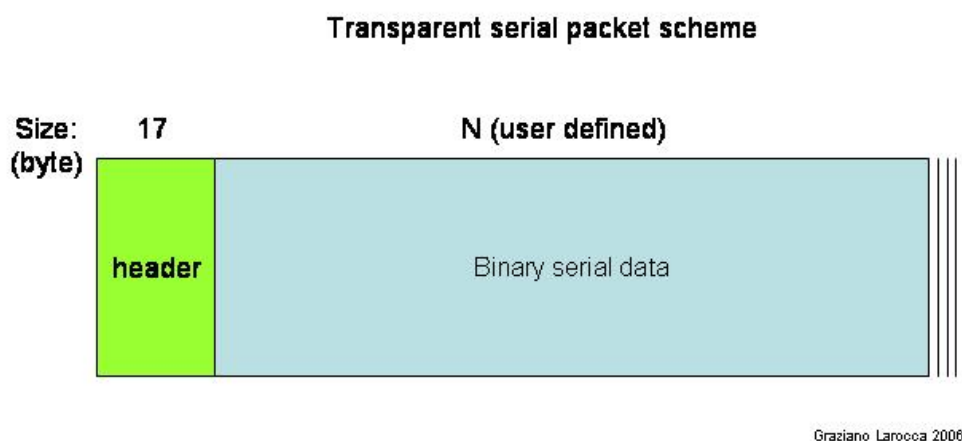 Transparent serial packet scheme
Size: 17 N (user defined)
(byte)
header Binary serial data
Graziano Larocca 2006